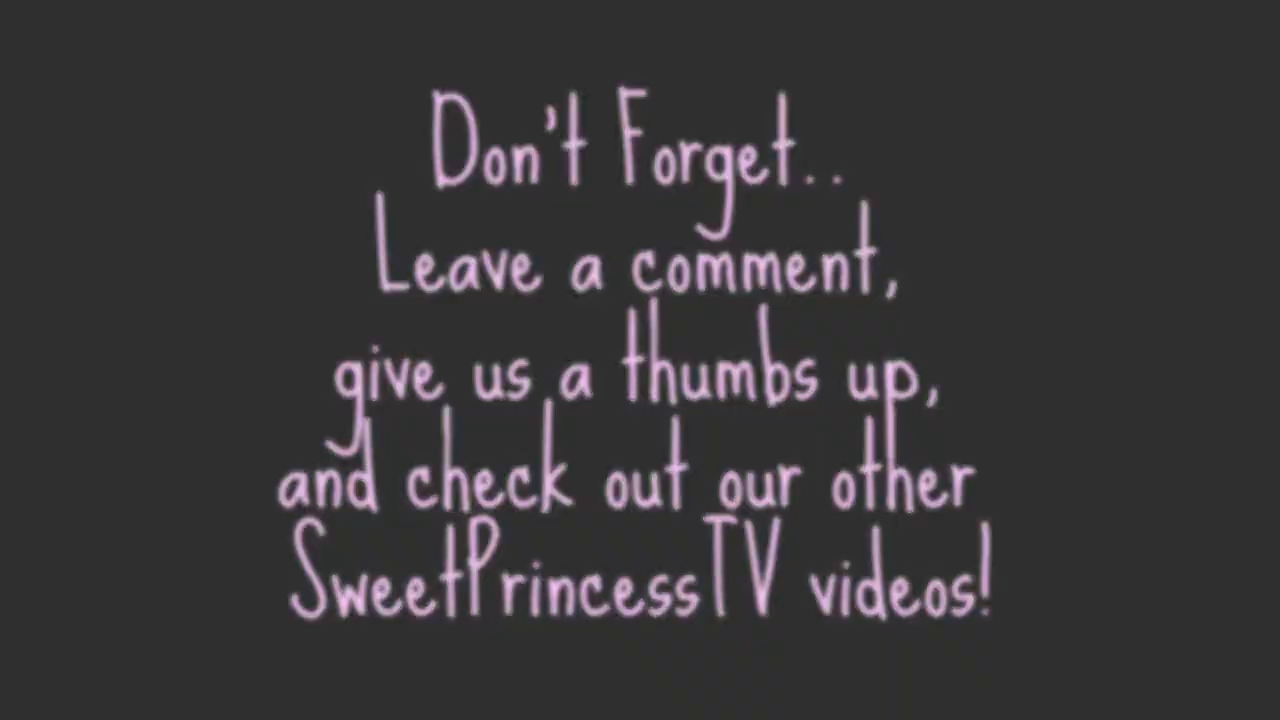 Don't Forget..
Leave a comment,
give us a thumbs up,
and check out our other
SweetPrincessTV videos!